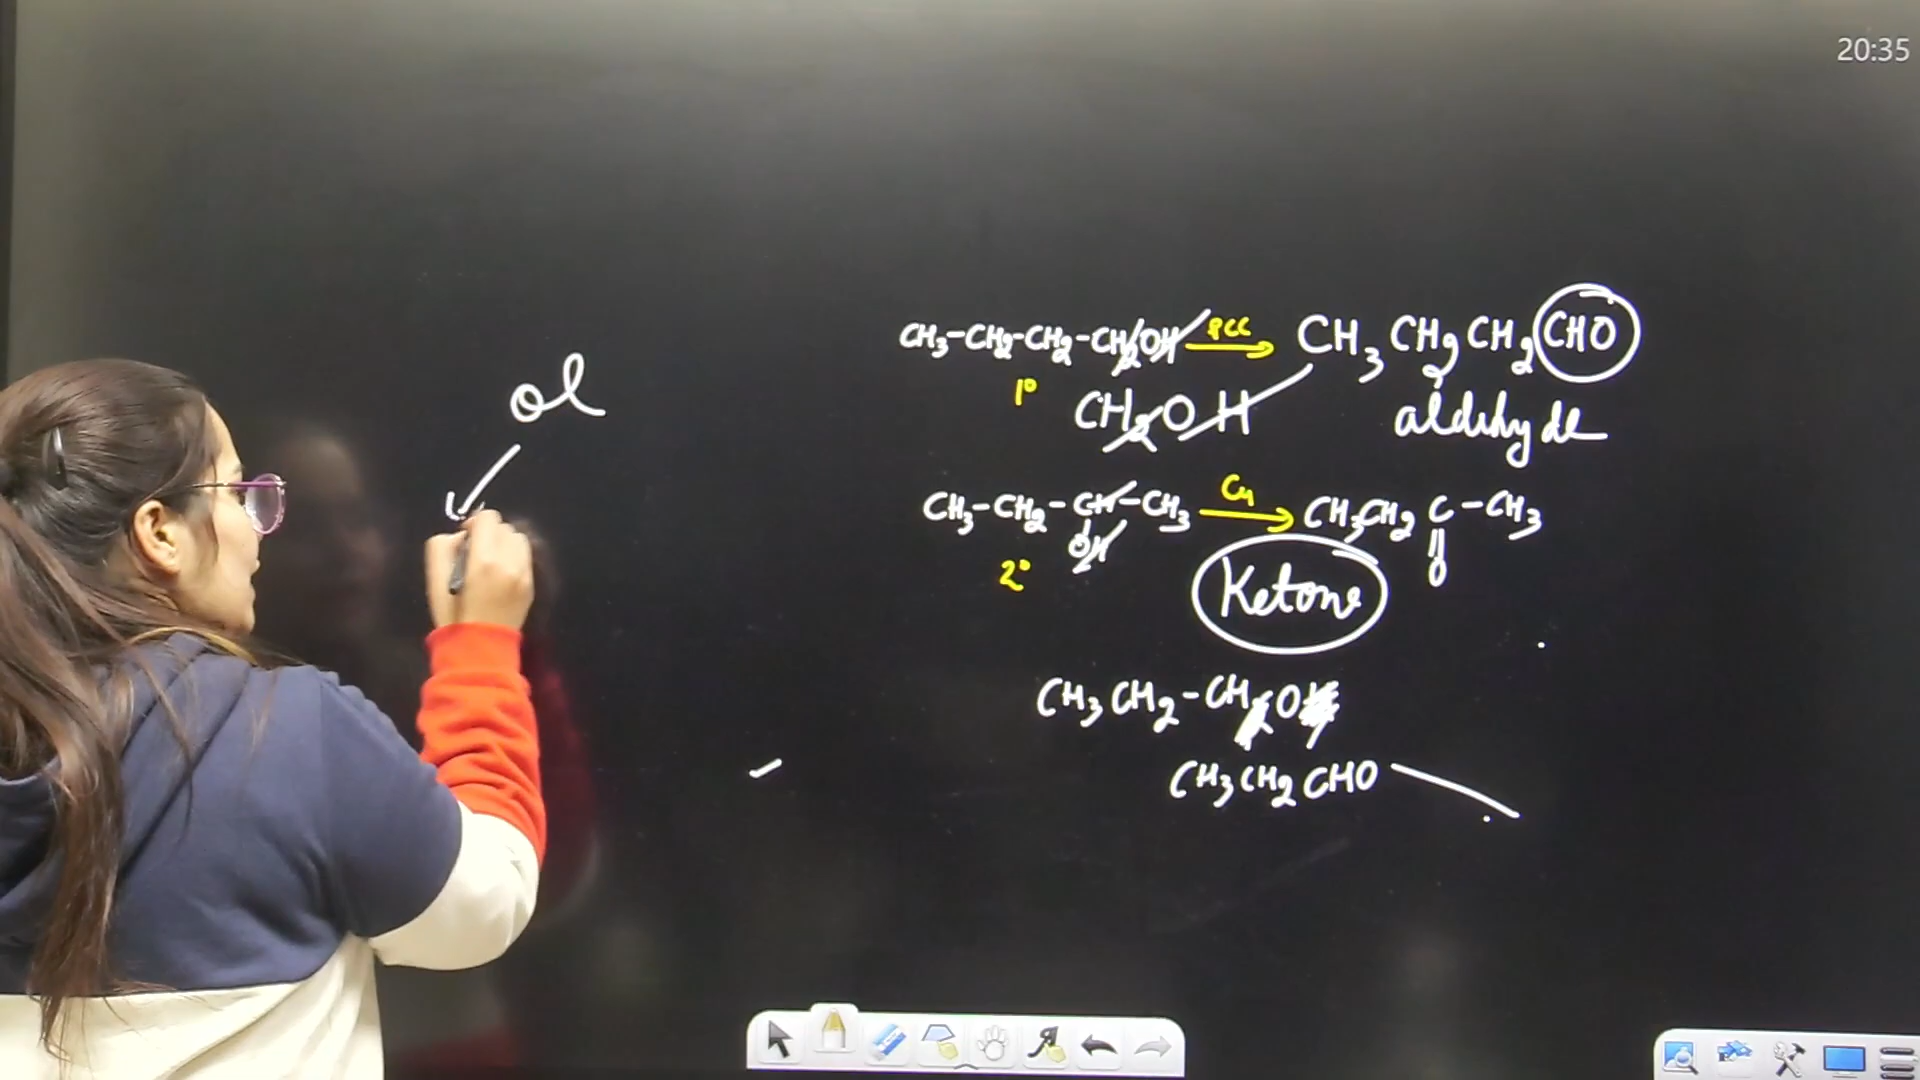 20:35
ol
CH₃-CH₂-CH₂-CH₂OH PCC → CH₃CH₂CH₂CHO
1° CH₂OH aldehyde
CH₃-CH₂-CH-CH₃ Cu → CH₃CH₂C-CH₃
OH O
2° Ketone
CH₃CH₂-CH₂O
CH₃CH₂CHO